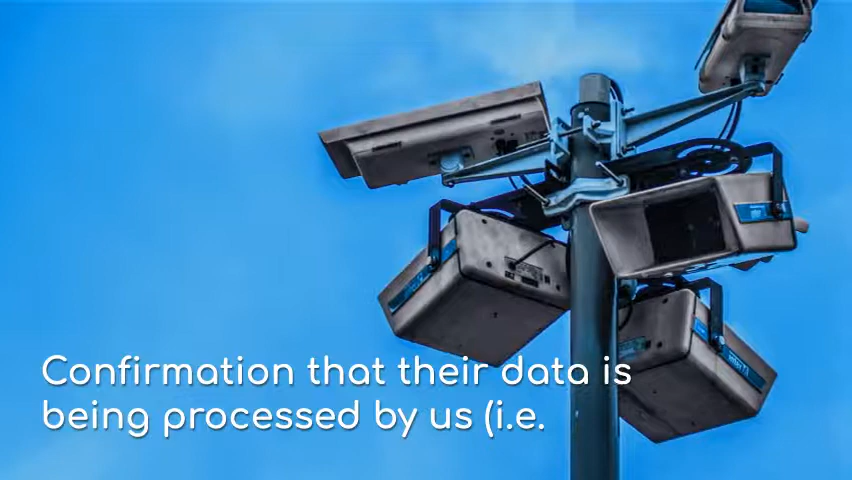 Confirmation that their data is
being processed by us (i.e.